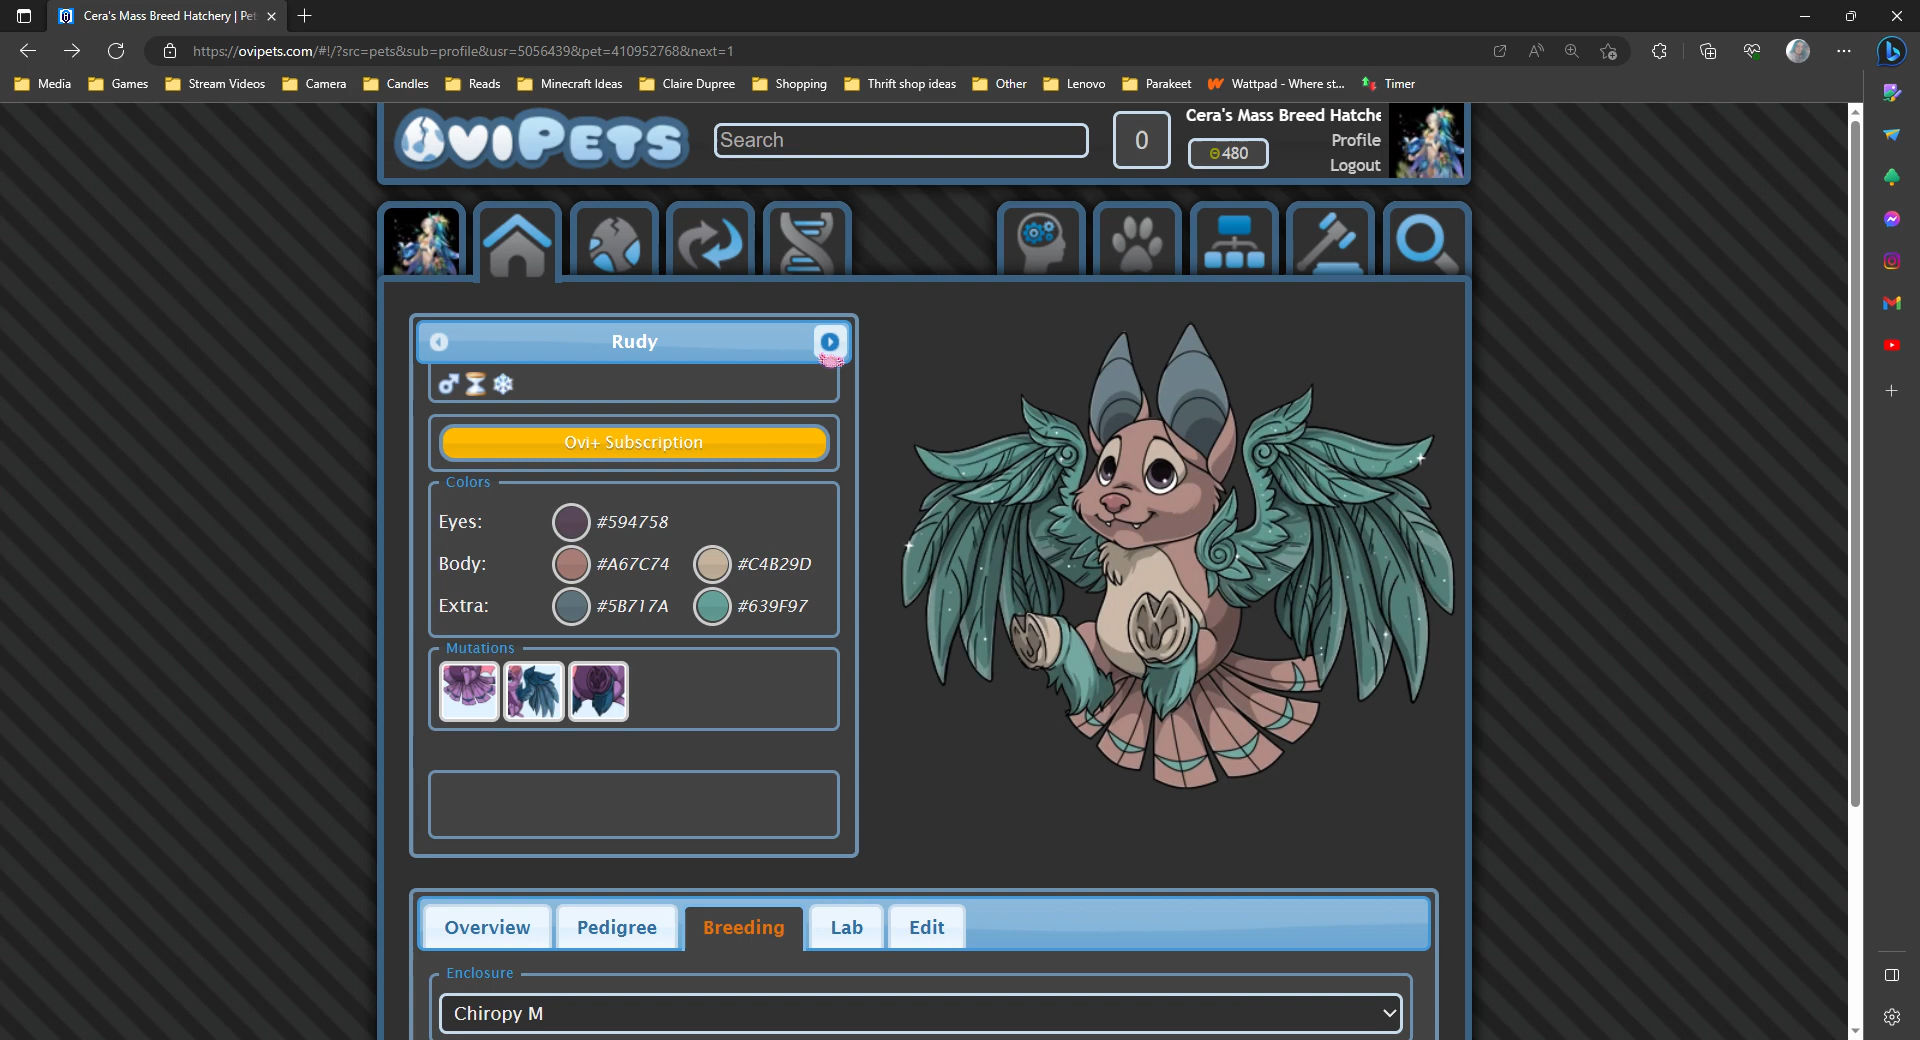 Cera's Mass Breed Hatchery | Pet
https://ovipets.com/#!/?src=pets&sub=profile&usr=5056439&pet=410952768&next=1
Media Games Stream Videos Camera Candles Reads Minecraft Ideas Claire Dupree Shopping Thrift shop ideas Other Lenovo Parakeet Wattpad - Where st... Timer
OviPets
Search
0
Cera's Mass Breed Hatche
480
Profile
Logout
Rudy
Ovi+ Subscription
Colors
Eyes: #594758
Body: #A67C74 #C4B29D
Extra: #5B717A #639F97
Mutations
Overview Pedigree Breeding Lab Edit
Enclosure
Chiropy M